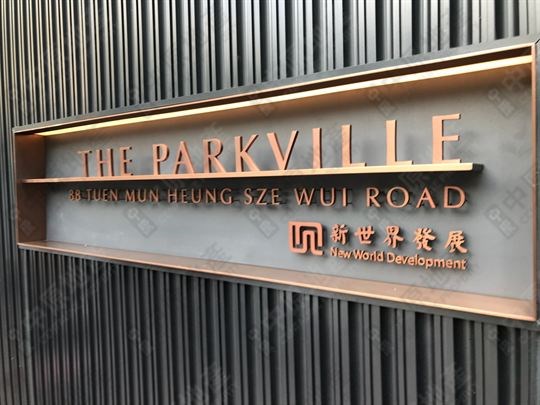 THE PARKVILLE
88 TUEN MUN HEUNG SZE WUI ROAD
新世界發展
New World Development